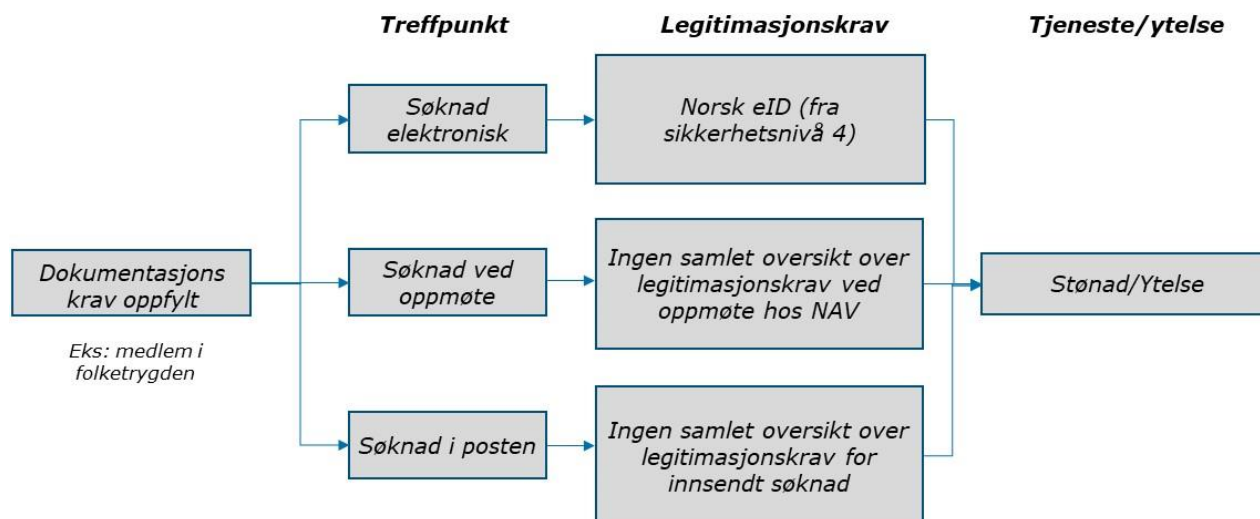 Treffpunkt
Legitimasjonskrav
Tjeneste/ytelse
Søknad
elektronisk
Norsk eID (fra
sikkerhetsnivå 4)
Dokumentasjons
krav oppfylt
Eks: medlem i
folketrygden
Søknad ved
oppmøte
Ingen samlet oversikt over
legitimasjonskrav ved
oppmøte hos NAV
Stønad/Ytelse
Søknad i posten
Ingen samlet oversikt over
legitimasjonskrav for
innsendt søknad